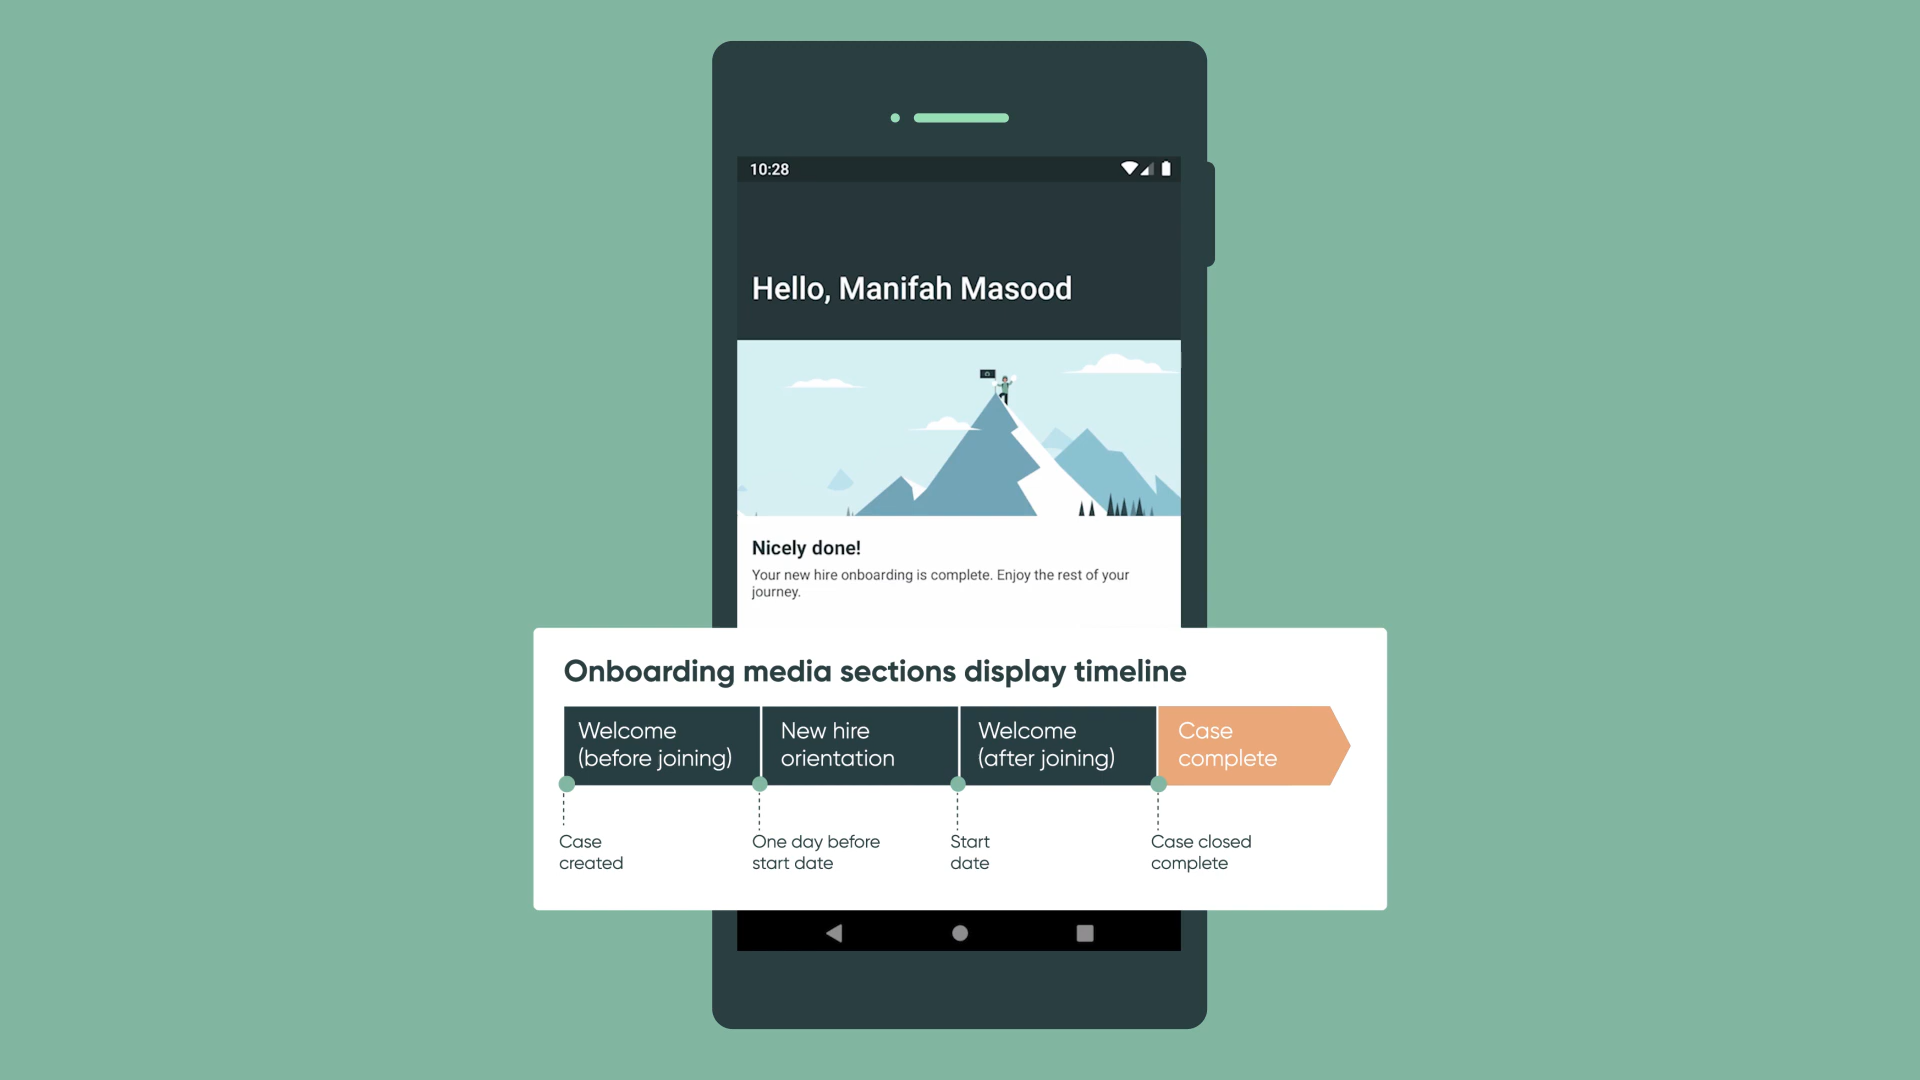 10:28
Hello, Manifah Masood
Nicely done!
Your new hire onboarding is complete. Enjoy the rest of your
journey.
Onboarding media sections display timeline
Welcome
(before joining)
New hire
orientation
Welcome
(after joining)
Case
complete
Case
created
One day before
start date
Start
date
Case closed
complete